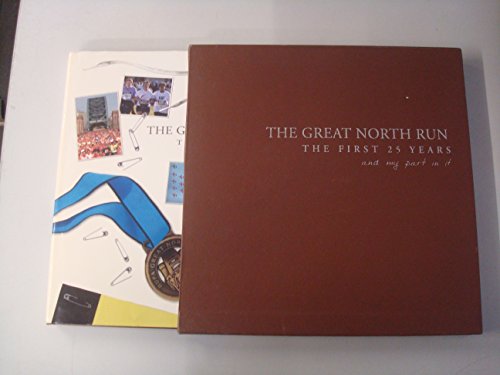 THE G
T
THE GREAT NORTH RUN
THE FIRST 25 YEARS
and my part in it